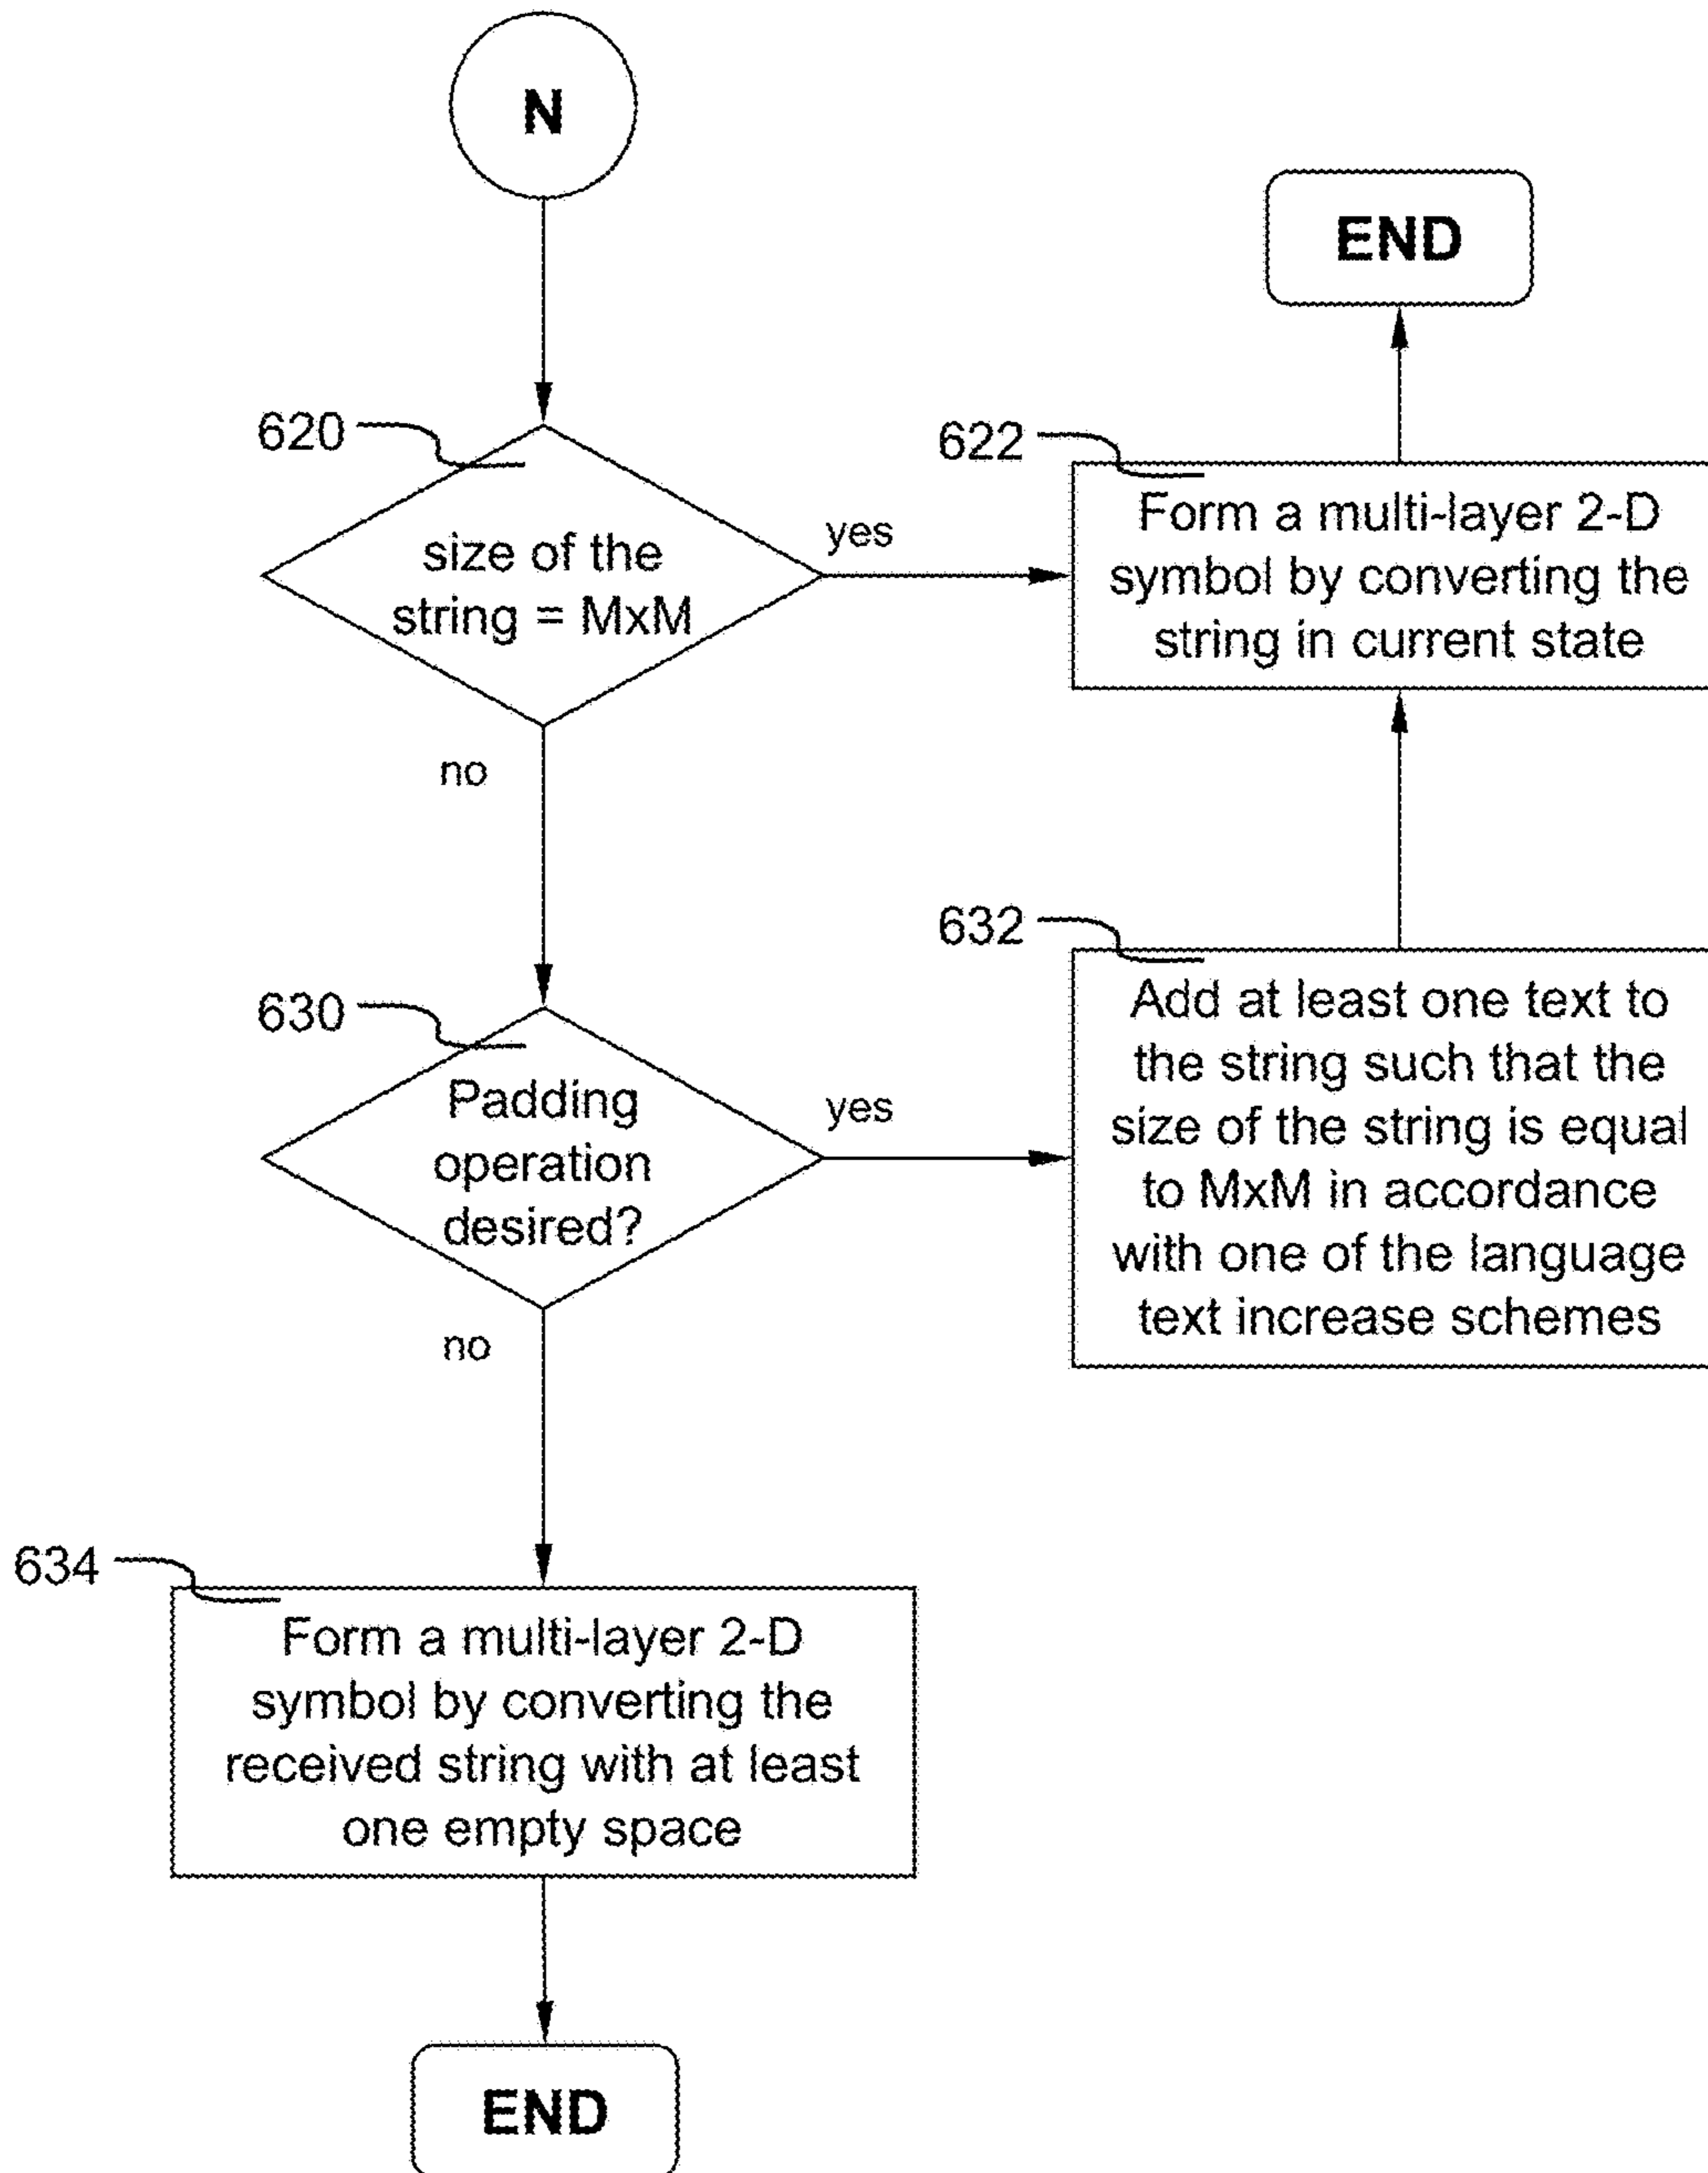 N
END
620
size of the
string = MxM
yes
622
Form a multi-layer 2-D
symbol by converting the
string in current state
no
630
Padding
operation
desired?
yes
632
Add at least one text to
the string such that the
size of the string is equal
to MxM in accordance
with one of the language
text increase schemes
no
634
Form a multi-layer 2-D
symbol by converting the
received string with at least
one empty space
END